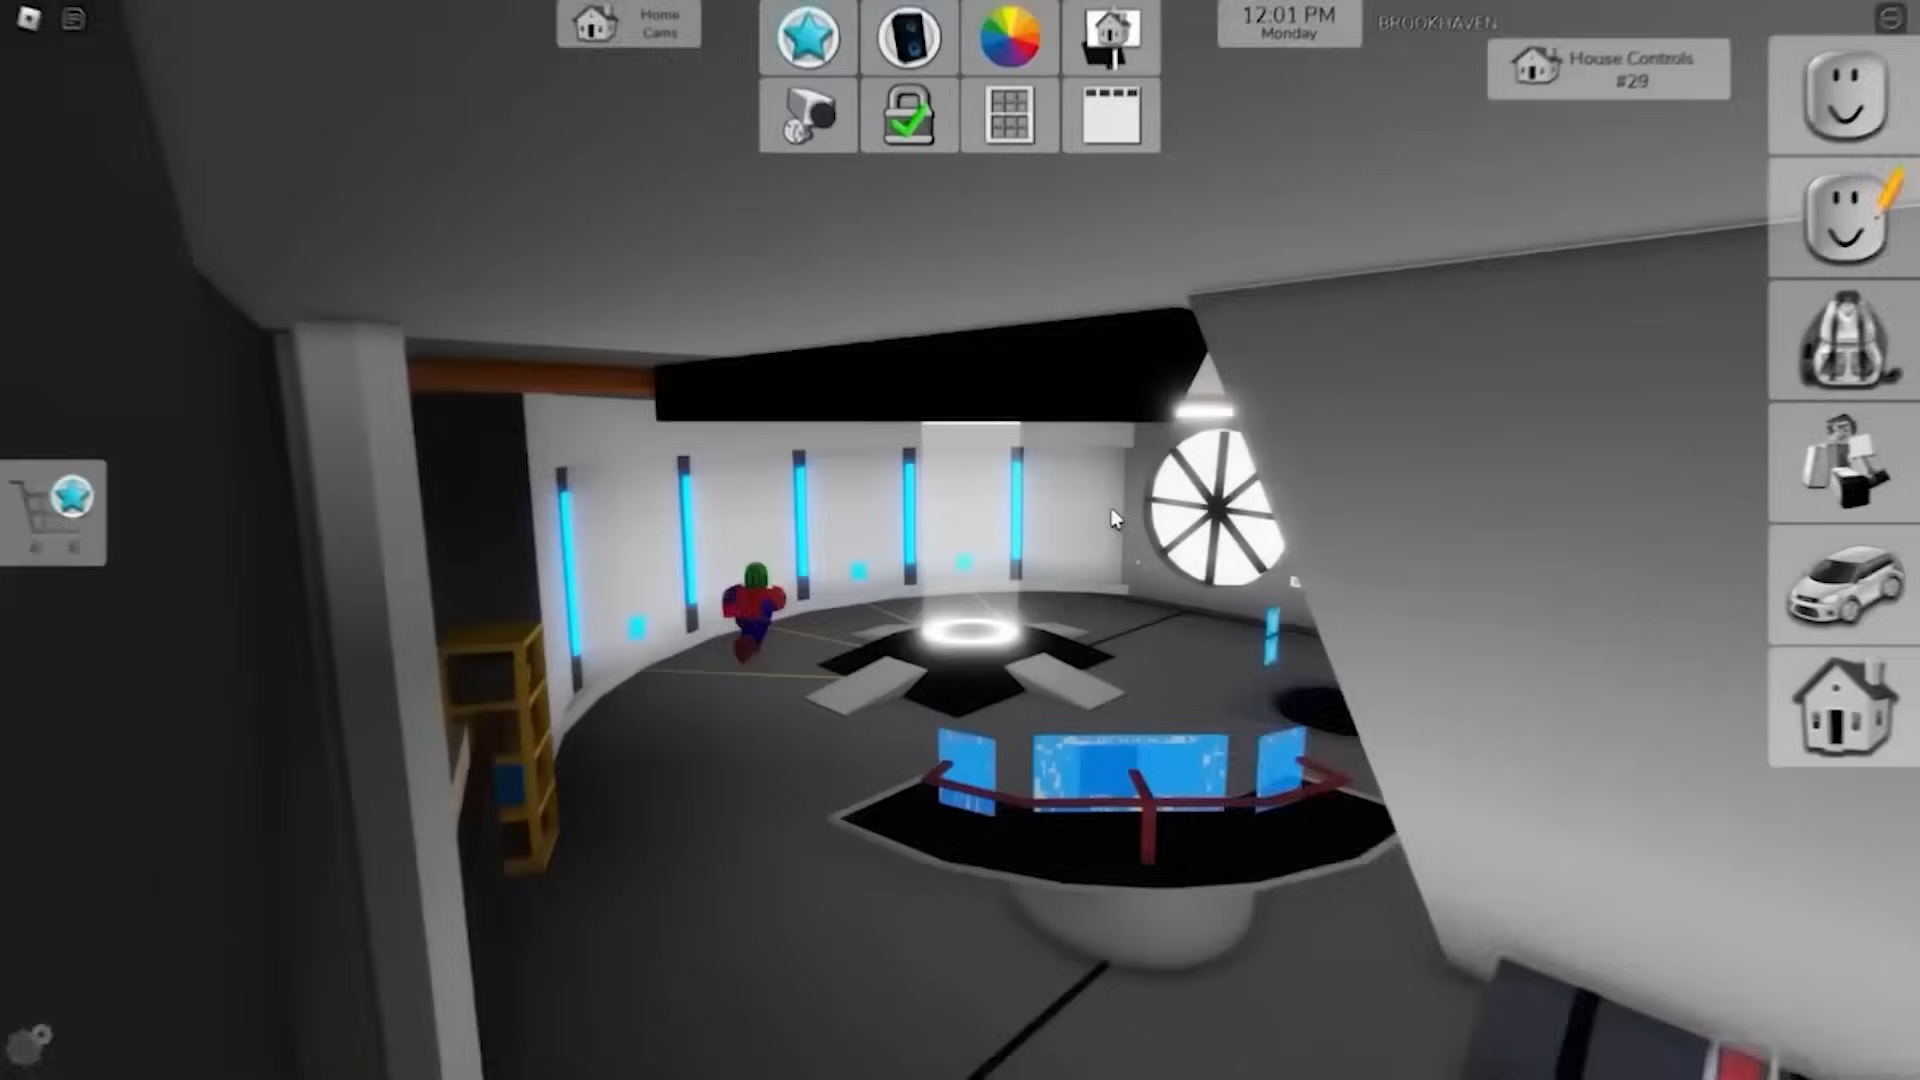 Home
Cams
12:01 PM
Monday
BROOKHAVEN
House Controls
#29